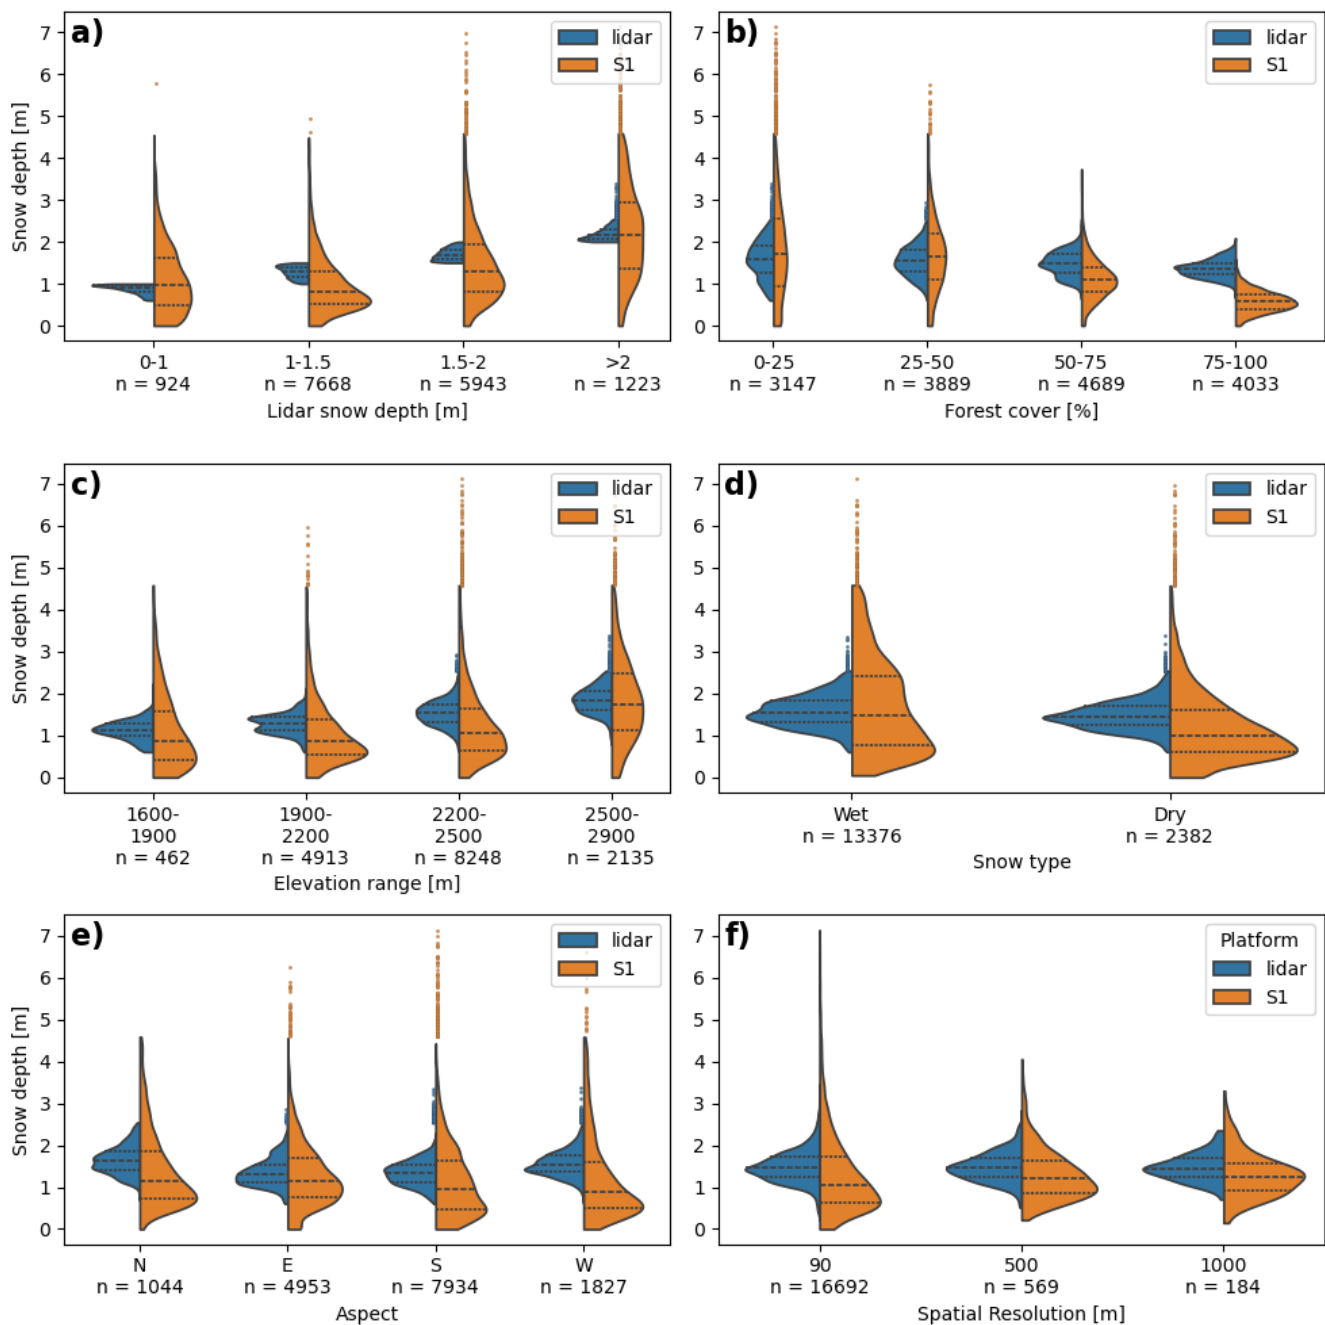 a)
lidar
S1
7
6
5
4
3
2
1
0
Snow depth [m]
0-1
1-1.5
1.5-2
>2
n = 924
n = 7668
n = 5943
n = 1223
Lidar snow depth [m]
b)
lidar
S1
7
6
5
4
3
2
1
0
0-25
25-50
50-75
75-100
n = 3147
n = 3889
n = 4689
n = 4033
Forest cover [%]
c)
lidar
S1
7
6
5
4
3
2
1
0
Snow depth [m]
1600-
1900
n = 462
1900-
2200
n = 4913
2200-
2500
n = 8248
2500-
2900
n = 2135
Elevation range [m]
d)
lidar
S1
7
6
5
4
3
2
1
0
Wet
Dry
n = 13376
n = 2382
Snow type
e)
lidar
S1
7
6
5
4
3
2
1
0
Snow depth [m]
N
E
S
W
n = 1044
n = 4953
n = 7934
n = 1827
Aspect
f)
Platform
lidar
S1
7
6
5
4
3
2
1
0
90
500
1000
n = 16692
n = 569
n = 184
Spatial Resolution [m]